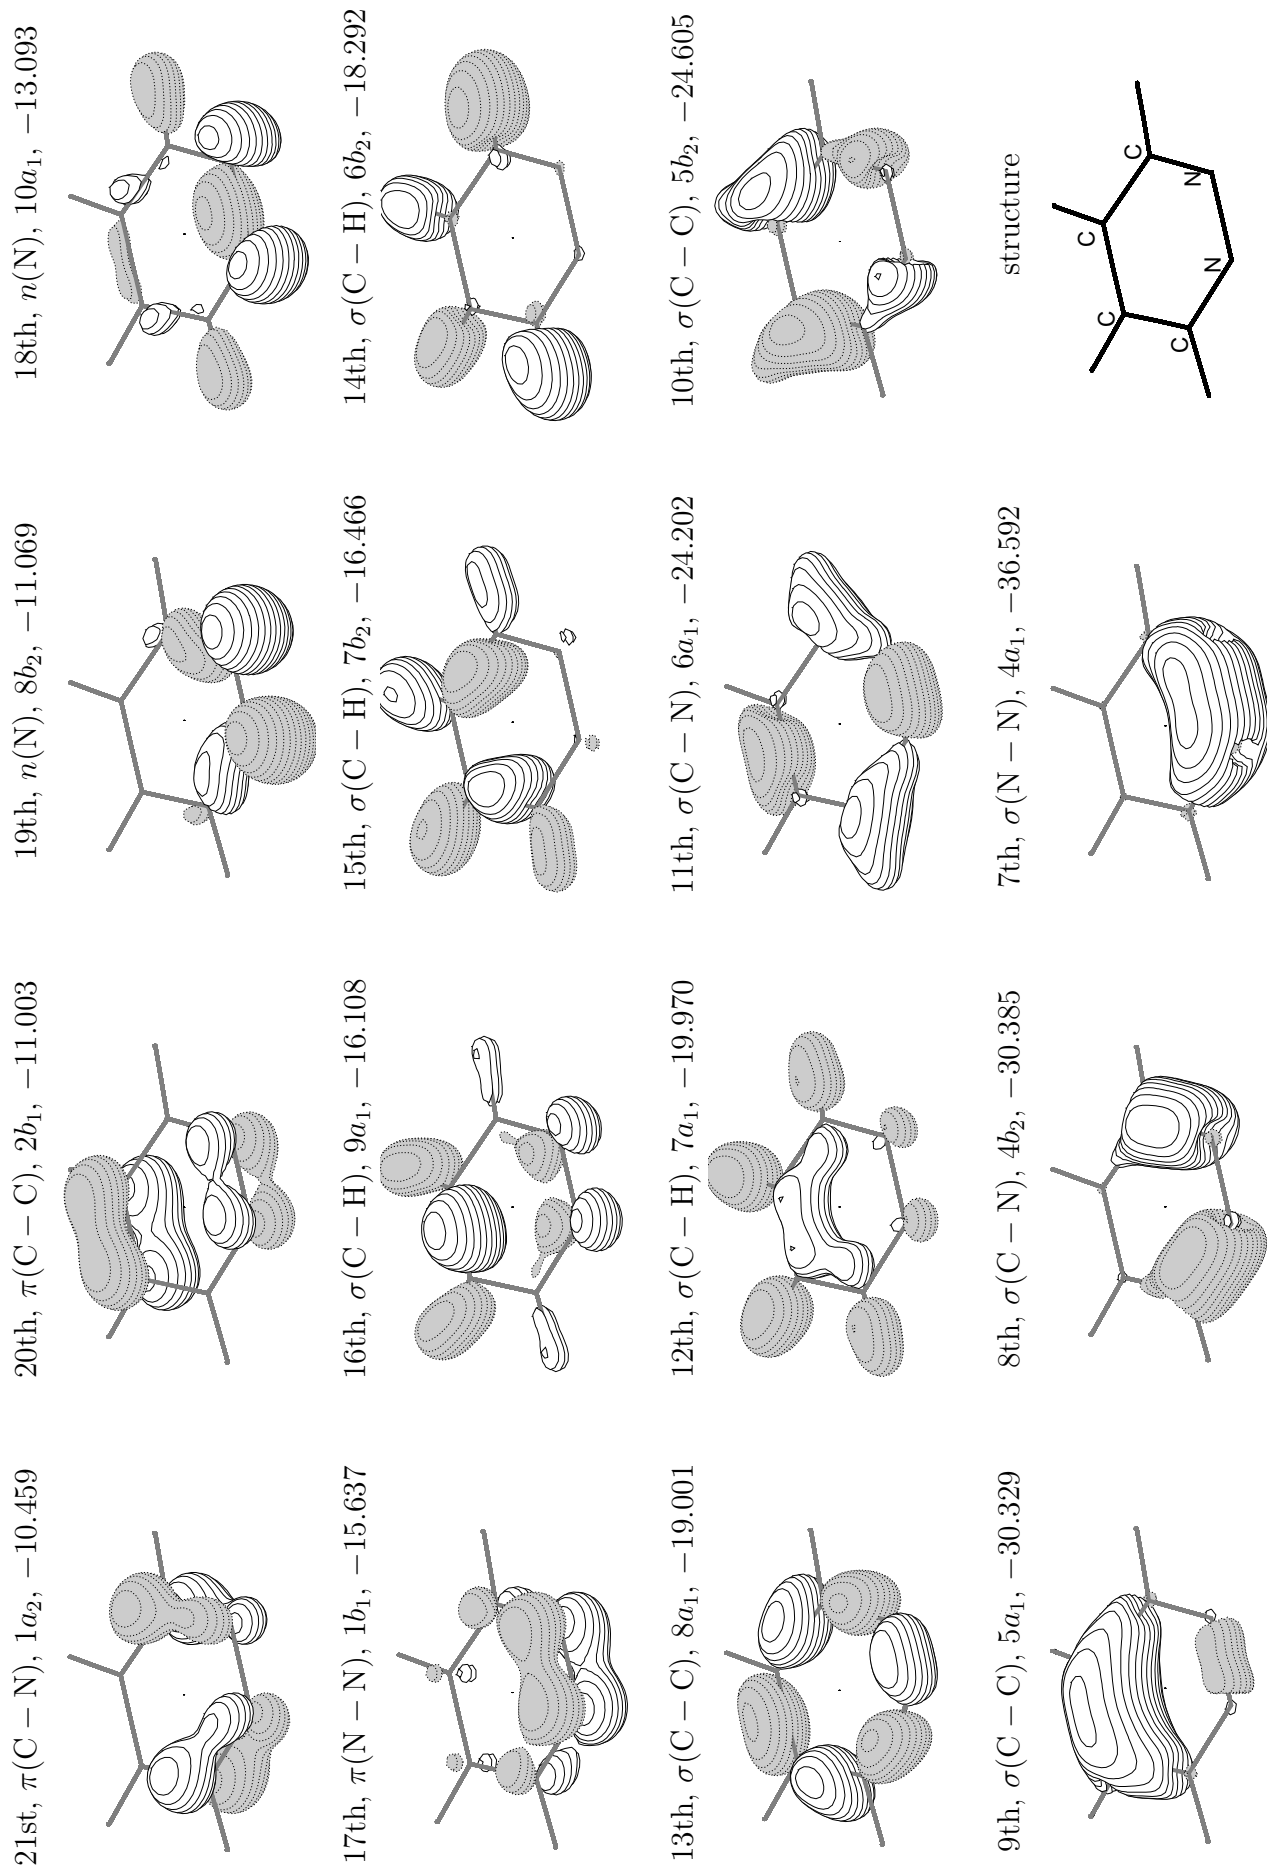 21st, π(C − N), 1a₂, −10.459
20th, π(C − C), 2b₁, −11.003
19th, n(N), 8b₂, −11.069
18th, n(N), 10a₁, −13.093
17th, π(N − N), 1b₁, −15.637
16th, σ(C − H), 9a₁, −16.108
15th, σ(C − H), 7b₂, −16.466
14th, σ(C − H), 6b₂, −18.292
13th, σ(C − C), 8a₁, −19.001
12th, σ(C − H), 7a₁, −19.970
11th, σ(C − N), 6a₁, −24.202
10th, σ(C − C), 5b₂, −24.605
9th, σ(C − C), 5a₁, −30.329
8th, σ(C − N), 4b₂, −30.385
7th, σ(N − N), 4a₁, −36.592
structure
C
C
C
C
N
N